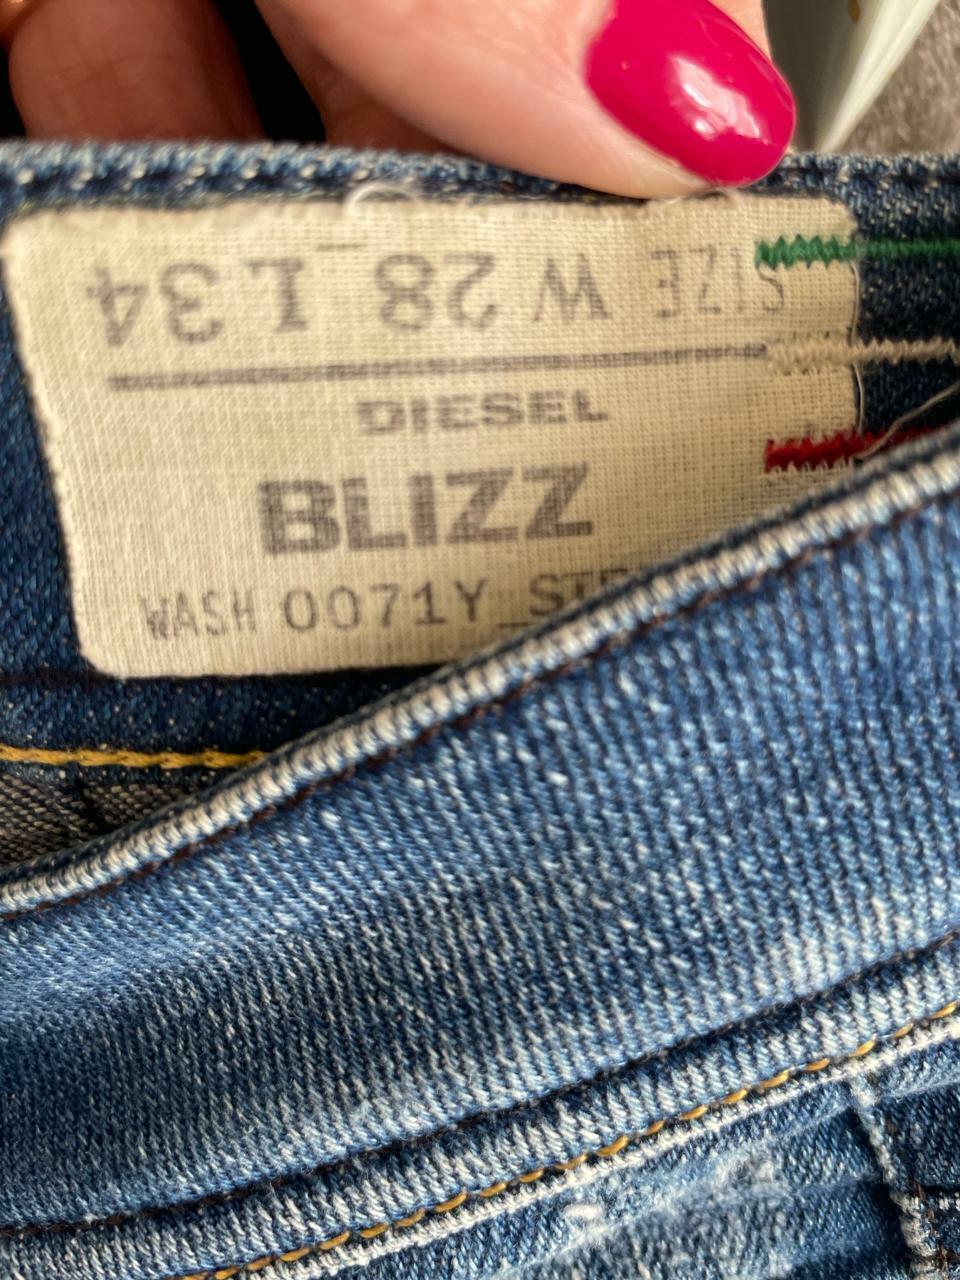 SIZE W 28 L 34
DIESEL
BLIZZ
WASH 0071Y